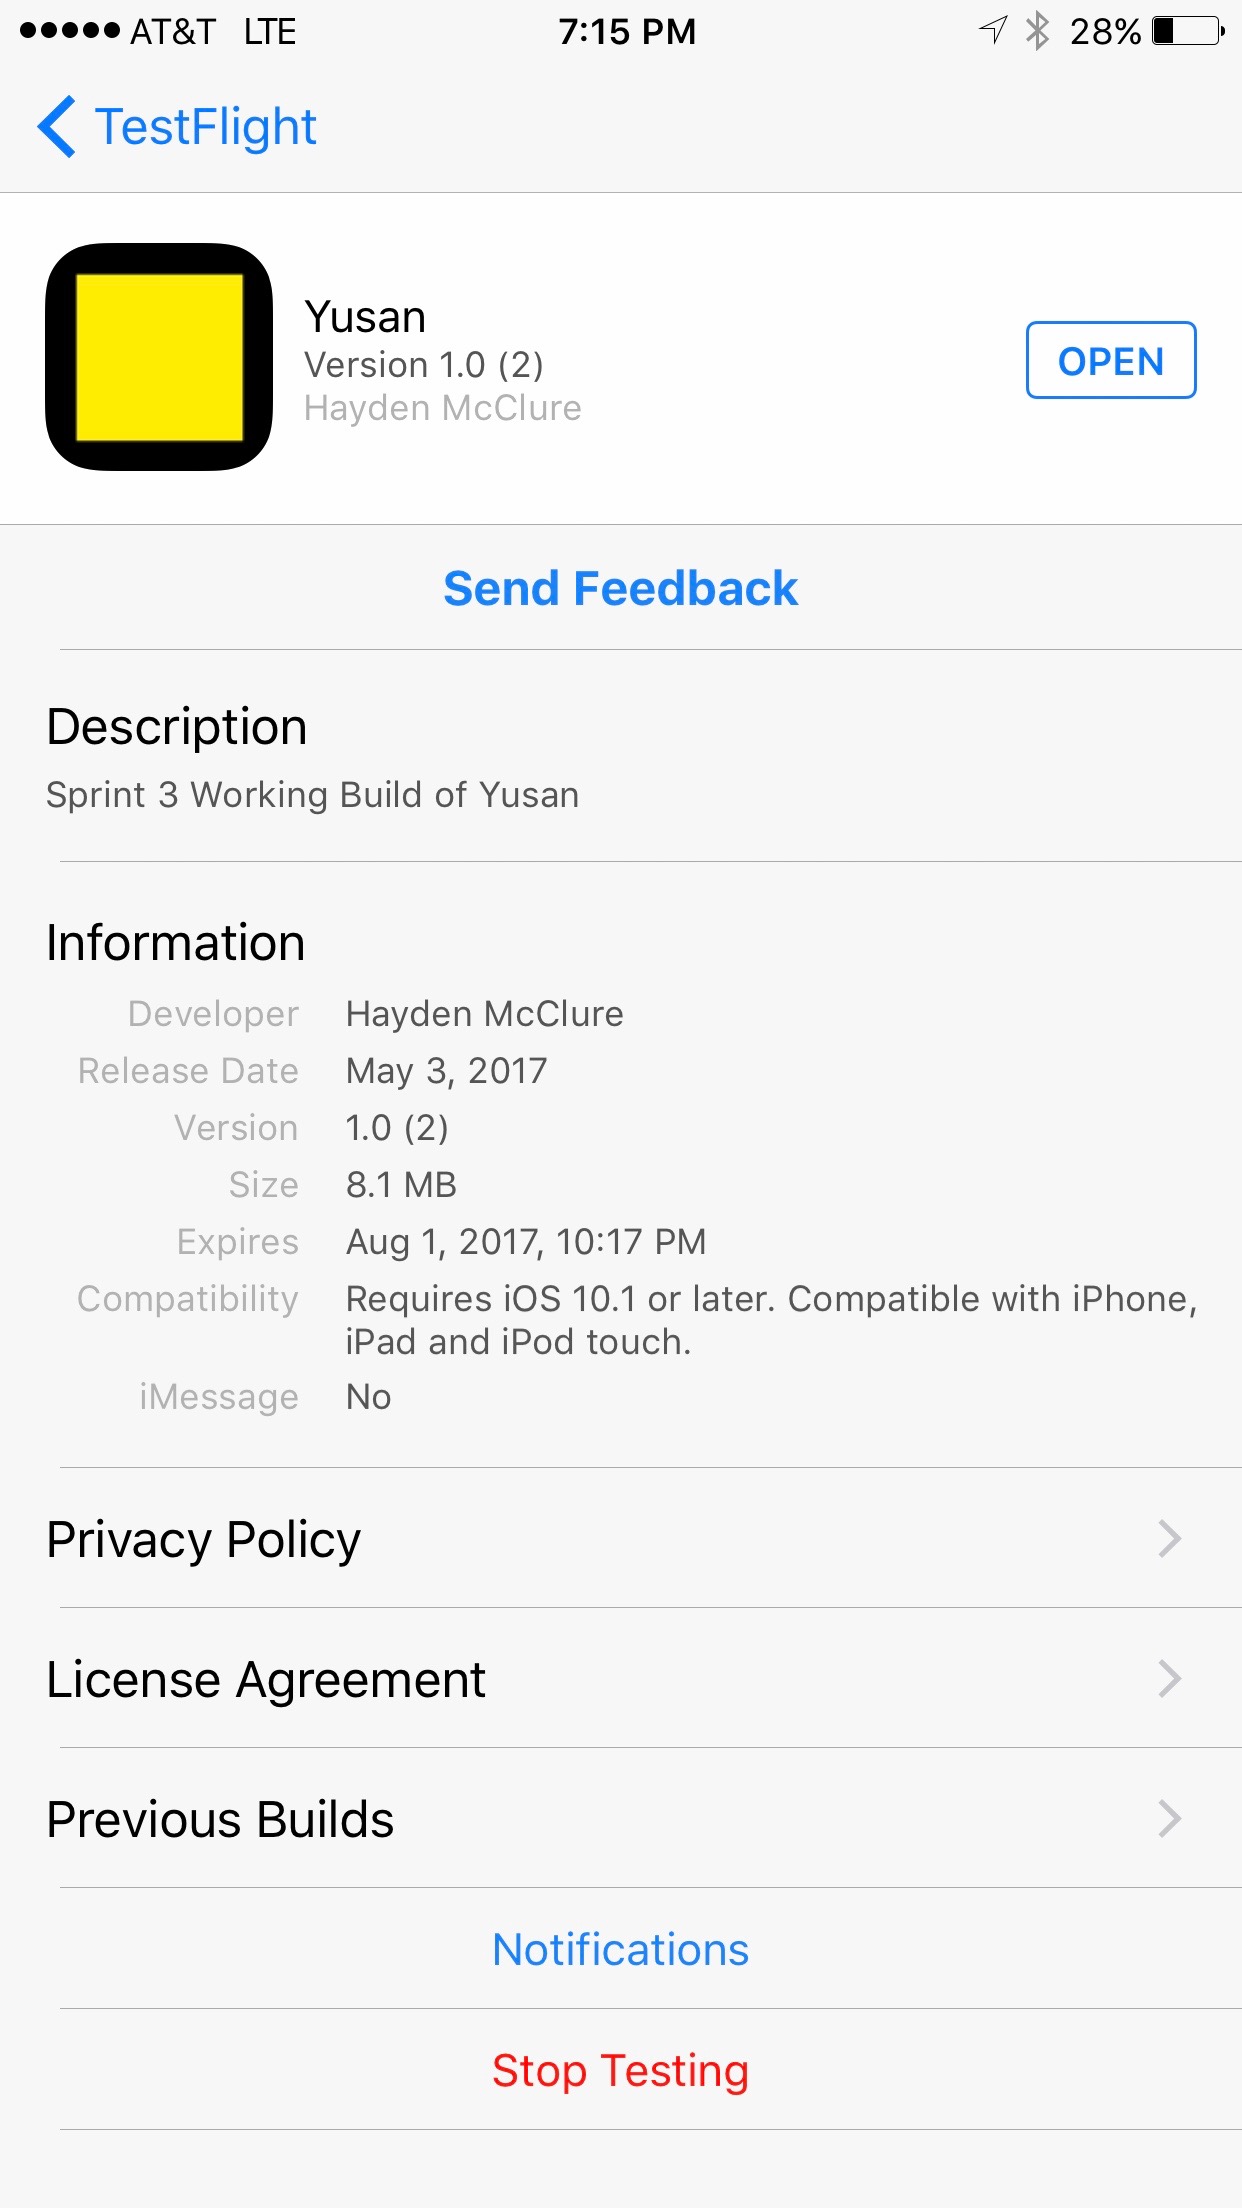 AT&T LTE 7:15 PM 28%
TestFlight
Yusan
Version 1.0 (2)
Hayden McClure
OPEN
Send Feedback
Description
Sprint 3 Working Build of Yusan
Information
Developer Hayden McClure
Release Date May 3, 2017
Version 1.0 (2)
Size 8.1 MB
Expires Aug 1, 2017, 10:17 PM
Compatibility Requires iOS 10.1 or later. Compatible with iPhone,
iPad and iPod touch.
iMessage No
Privacy Policy
License Agreement
Previous Builds
Notifications
Stop Testing